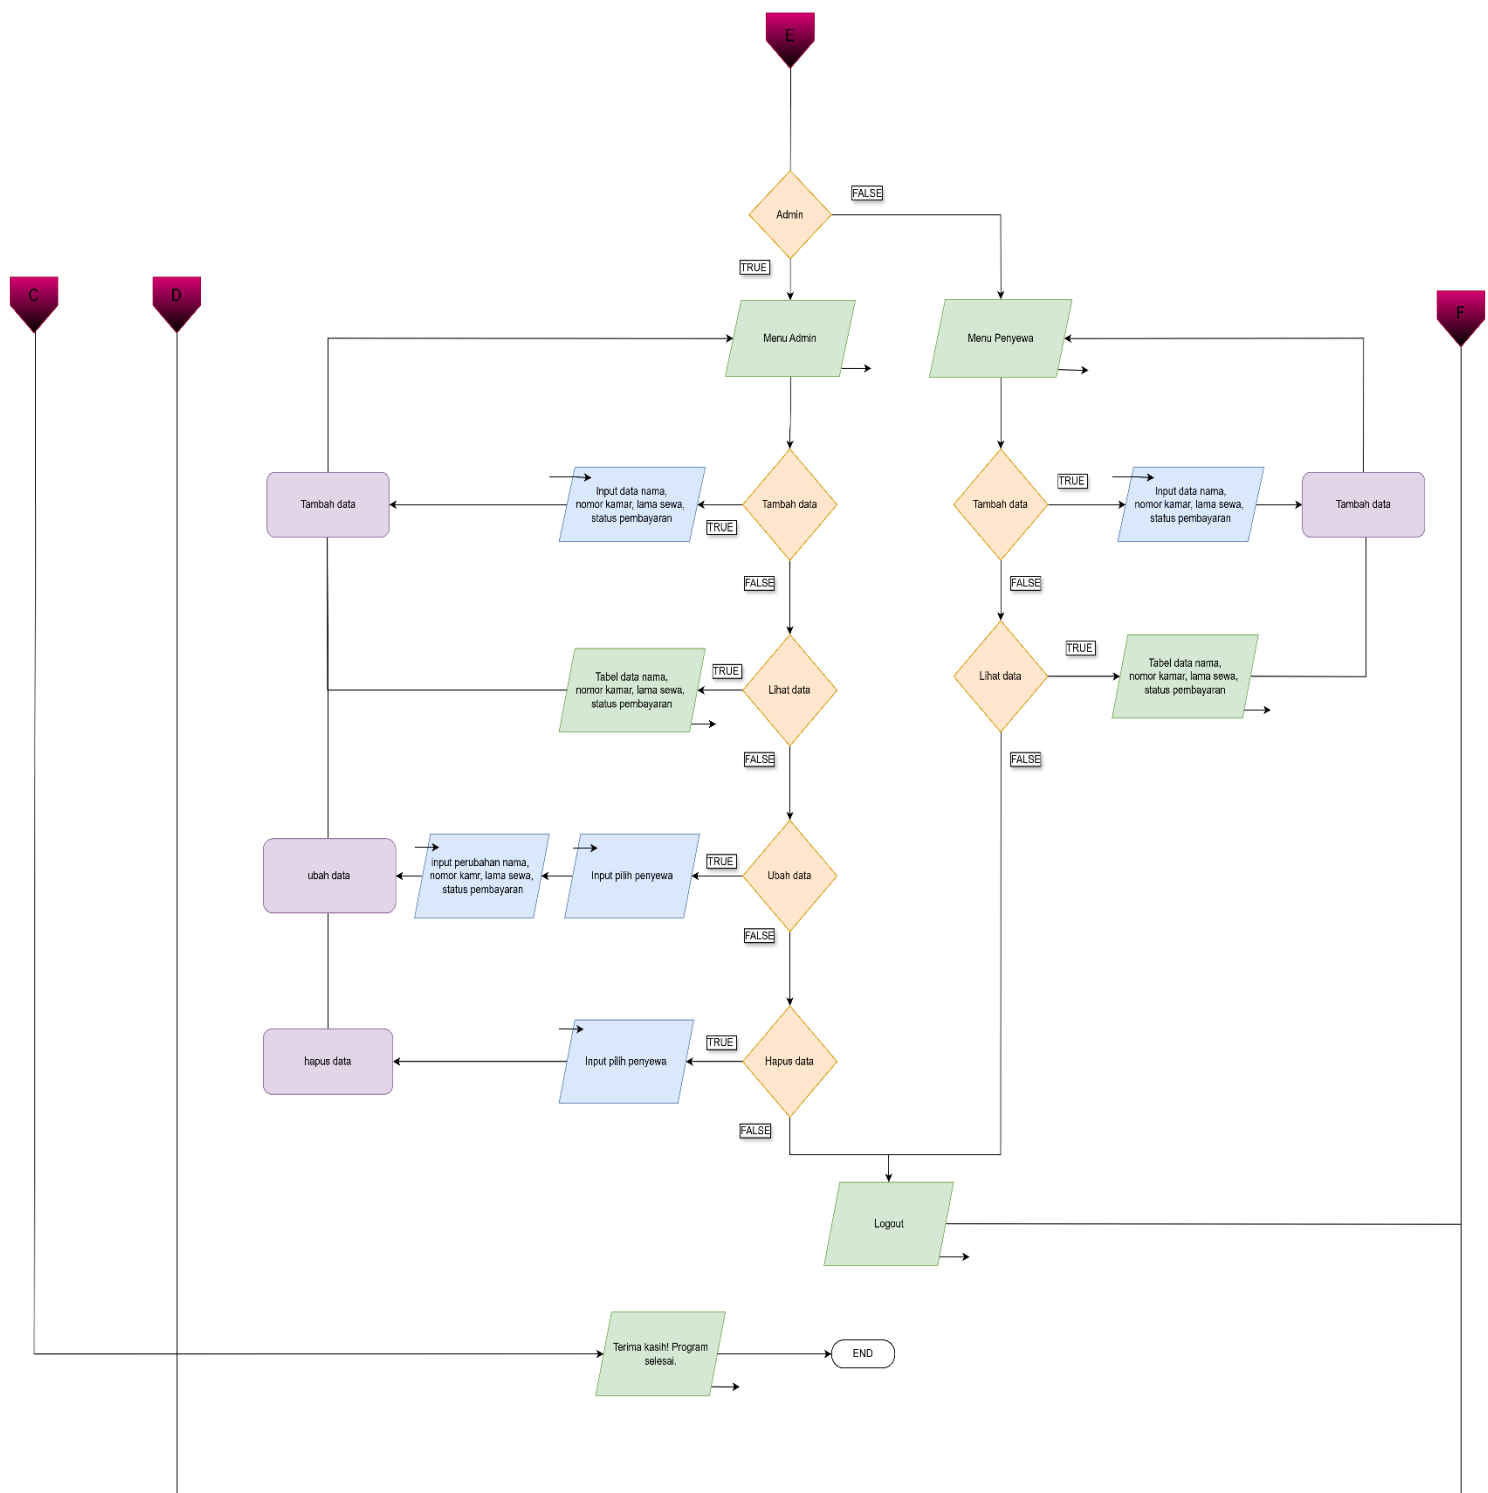 E
Admin
FALSE
TRUE
C
D
F
Menu Admin
Menu Penyewa
Tambah data
Input data nama,
nomor kamar, lama sewa,
status pembayaran
TRUE
Tambah data
Tambah data
TRUE
Input data nama,
nomor kamar, lama sewa,
status pembayaran
Tambah data
FALSE
FALSE
Tabel data nama,
nomor kamar, lama sewa,
status pembayaran
TRUE
Lihat data
Lihat data
TRUE
Tabel data nama,
nomor kamar, lama sewa,
status pembayaran
FALSE
FALSE
ubah data
input perubahan nama,
nomor kamr, lama sewa,
status pembayaran
Input pilih penyewa
TRUE
Ubah data
FALSE
hapus data
Input pilih penyewa
TRUE
Hapus data
FALSE
Logout
Terima kasih! Program
selesai.
END